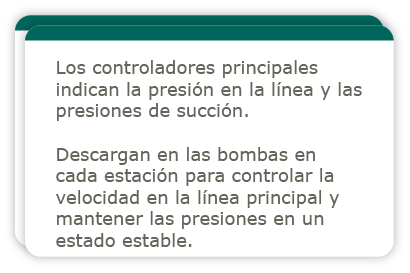 Los controladores principales
indican la presión en la línea y las
presiones de succión.
Descargan en las bombas en
cada estación para controlar la
velocidad en la línea principal y
mantener las presiones en un
estado estable.